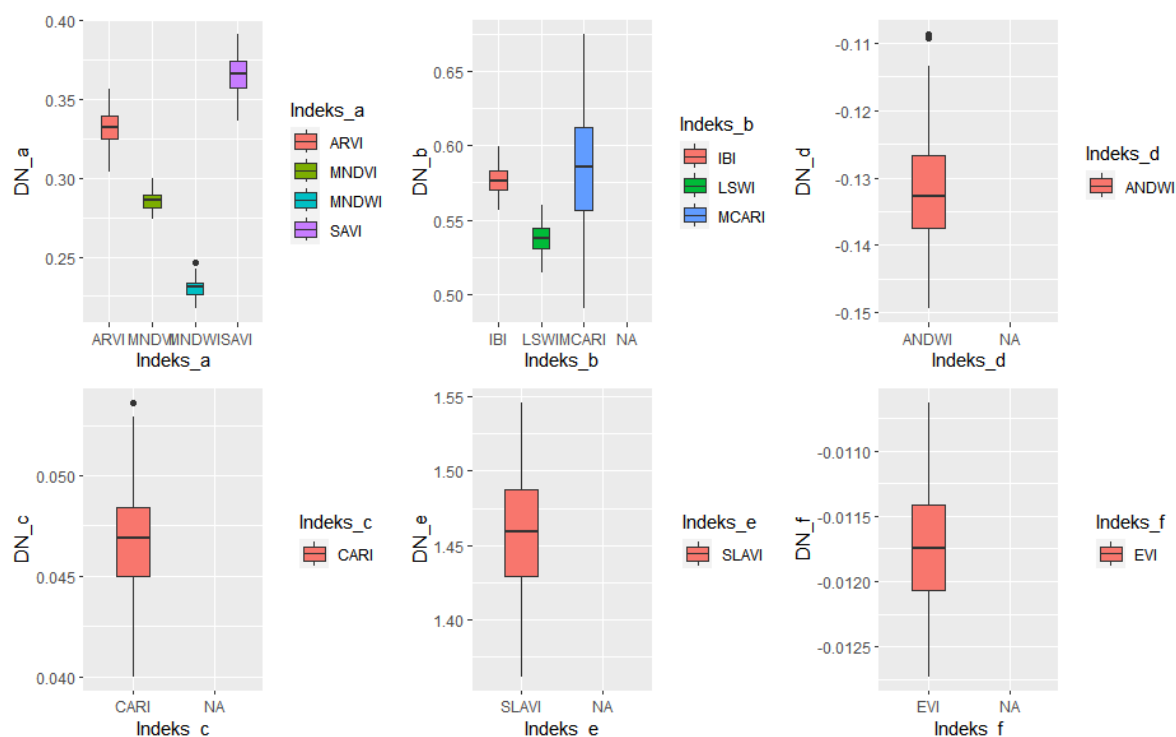 DN_a
0.40
0.35
0.30
0.25
ARVI MNDVI MNDWI SAVI
Indeks_a
Indeks_a
ARVI
MNDVI
MNDWI
SAVI
DN_b
0.65
0.60
0.55
0.50
IBI LSWI MCARI NA
Indeks_b
Indeks_b
IBI
LSWI
MCARI
DN_d
-0.11
-0.12
-0.13
-0.14
-0.15
ANDWI NA
Indeks_d
Indeks_d
ANDWI
DN_c
0.050
0.045
0.040
CARI NA
Indeks_c
Indeks_c
CARI
DN_e
1.55
1.50
1.45
1.40
SLAVI NA
Indeks_e
Indeks_e
SLAVI
DN_f
-0.0110
-0.0115
-0.0120
-0.0125
EVI NA
Indeks_f
Indeks_f
EVI